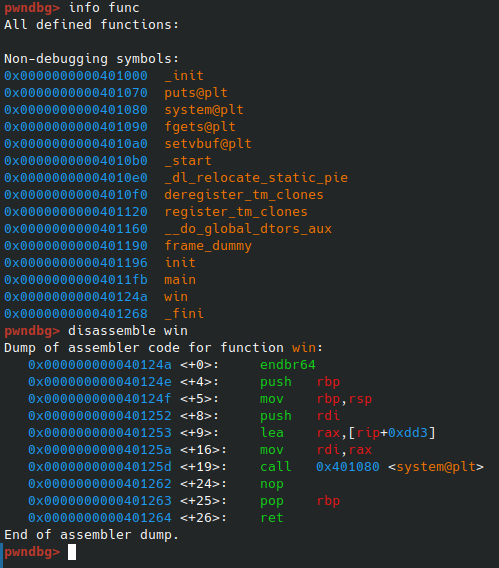 pwndbg> info func
All defined functions:

Non-debugging symbols:
0x0000000000401000  _init
0x0000000000401070  puts@plt
0x0000000000401080  system@plt
0x0000000000401090  fgets@plt
0x00000000004010a0  setvbuf@plt
0x00000000004010b0  _start
0x00000000004010e0  _dl_relocate_static_pie
0x00000000004010f0  deregister_tm_clones
0x0000000000401120  register_tm_clones
0x0000000000401160  __do_global_dtors_aux
0x0000000000401190  frame_dummy
0x0000000000401196  init
0x00000000004011fb  main
0x000000000040124a  win
0x0000000000401268  _fini
pwndbg> disassemble win
Dump of assembler code for function win:
   0x000000000040124a <+0>:     endbr64
   0x000000000040124e <+4>:     push   rbp
   0x000000000040124f <+5>:     mov    rbp,rsp
   0x0000000000401252 <+8>:     push   rdi
   0x0000000000401253 <+9>:     lea    rax,[rip+0xdd3]
   0x000000000040125a <+16>:    mov    rdi,rax
   0x000000000040125d <+19>:    call   0x401080 <system@plt>
   0x0000000000401262 <+24>:    nop
   0x0000000000401263 <+25>:    pop    rbp
   0x0000000000401264 <+26>:    ret
End of assembler dump.
pwndbg>